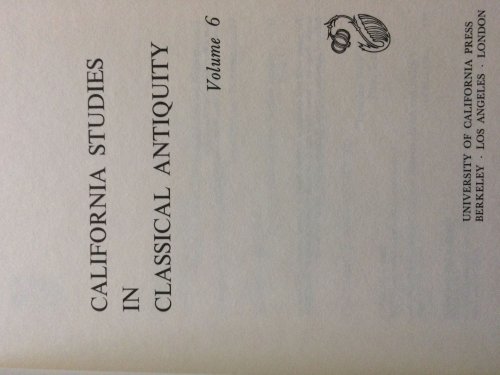 CALIFORNIA STUDIES
IN
CLASSICAL ANTIQUITY
Volume 6
UNIVERSITY OF CALIFORNIA PRESS
BERKELEY · LOS ANGELES · LONDON